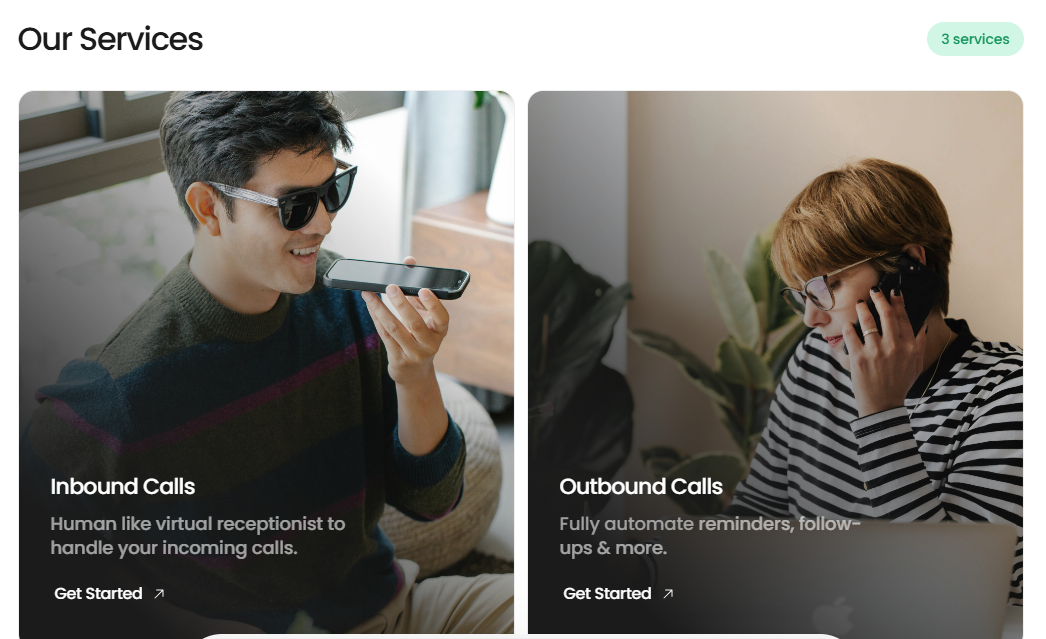 Our Services
3 services
Inbound Calls
Human like virtual receptionist to
handle your incoming calls.
Get Started
Outbound Calls
Fully automate reminders, follow-
ups & more.
Get Started